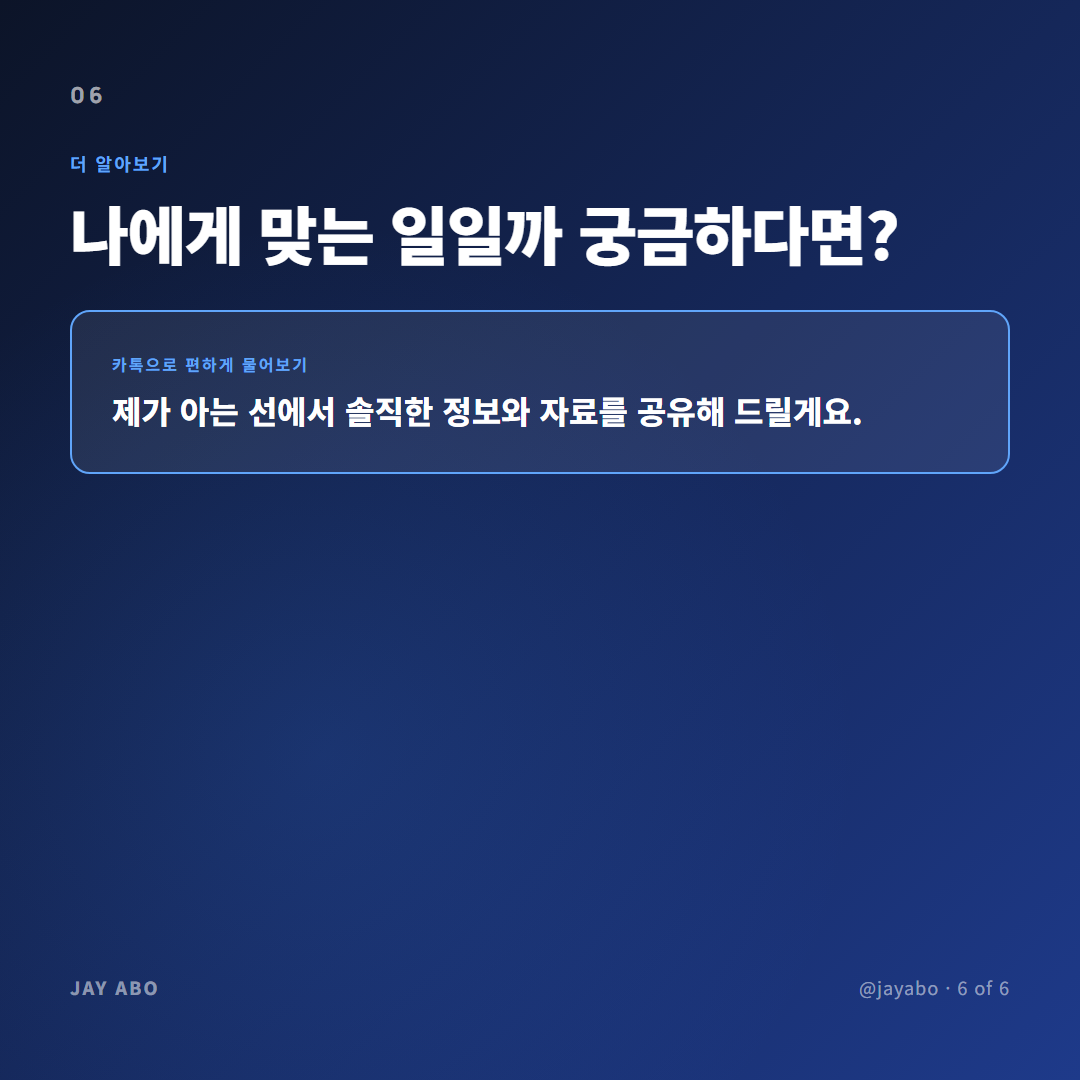 06
더 알아보기
나에게 맞는 일일까 궁금하다면?
카톡으로 편하게 물어보기
제가 아는 선에서 솔직한 정보와 자료를 공유해 드릴게요.
JAY ABO
@jayabo · 6 of 6